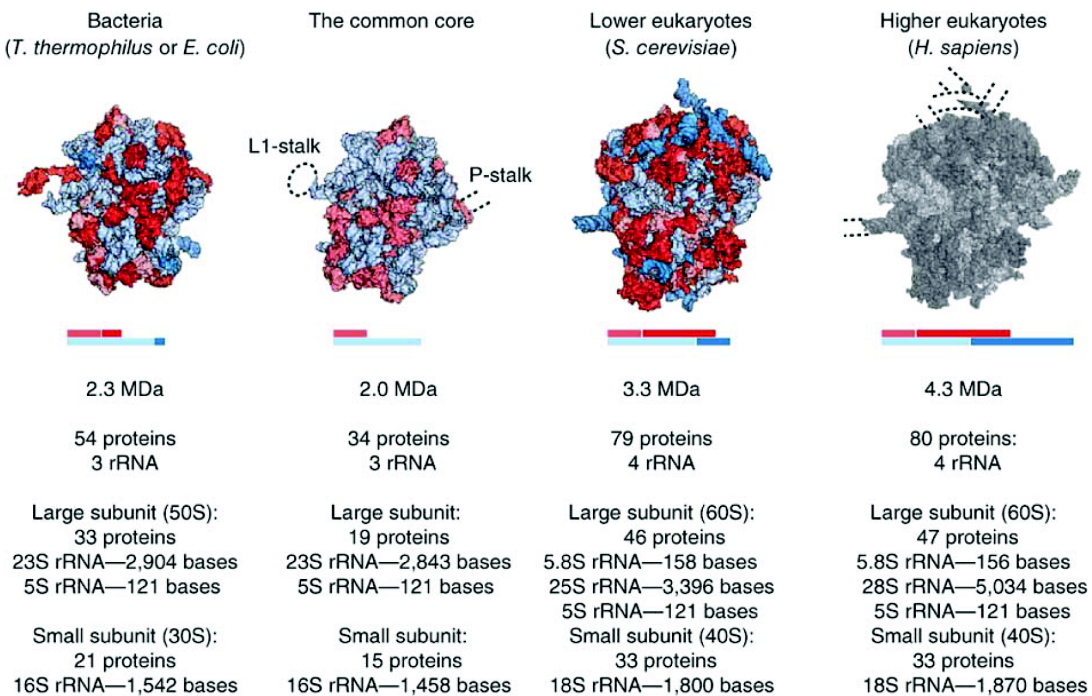 Bacteria
(T. thermophilus or E. coli)
The common core
Lower eukaryotes
(S. cerevisiae)
Higher eukaryotes
(H. sapiens)
L1-stalk
P-stalk
2.3 MDa
54 proteins
3 rRNA
Large subunit (50S):
33 proteins
23S rRNA—2,904 bases
5S rRNA—121 bases
Small subunit (30S):
21 proteins
16S rRNA—1,542 bases
2.0 MDa
34 proteins
3 rRNA
Large subunit:
19 proteins
23S rRNA—2,843 bases
5S rRNA—121 bases
Small subunit:
15 proteins
16S rRNA—1,458 bases
3.3 MDa
79 proteins
4 rRNA
Large subunit (60S):
46 proteins
5.8S rRNA—158 bases
25S rRNA—3,396 bases
5S rRNA—121 bases
Small subunit (40S):
33 proteins
18S rRNA—1,800 bases
4.3 MDa
80 proteins:
4 rRNA
Large subunit (60S):
47 proteins
5.8S rRNA—156 bases
28S rRNA—5,034 bases
5S rRNA—121 bases
Small subunit (40S):
33 proteins
18S rRNA—1,870 bases